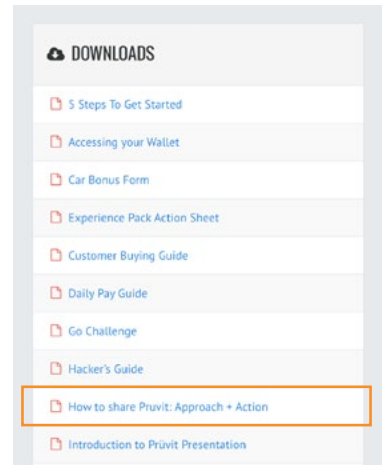 DOWNLOADS
5 Steps To Get Started
Accessing your Wallet
Car Bonus Form
Experience Pack Action Sheet
Customer Buying Guide
Daily Pay Guide
Go Challenge
Hacker's Guide
How to share Pruvit: Approach + Action
Introduction to Prüvit Presentation